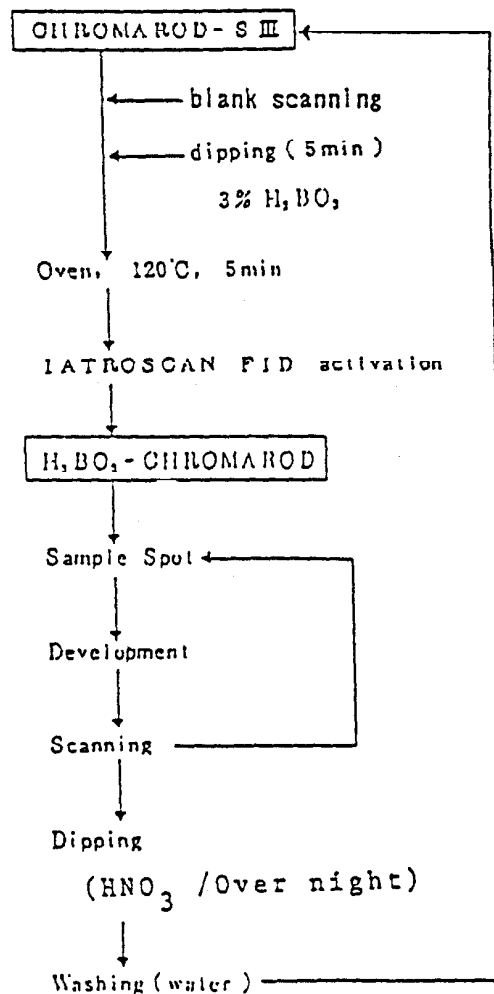 CHROMAROD-SⅢ
blank scanning
dipping (5min)
3% H₃BO₃
Oven, 120°C, 5min
IATROSCAN FID activation
H₃BO₃-CHROMAROD
Sample Spot
Development
Scanning
Dipping
(HNO₃ /Over night)
Washing (water)